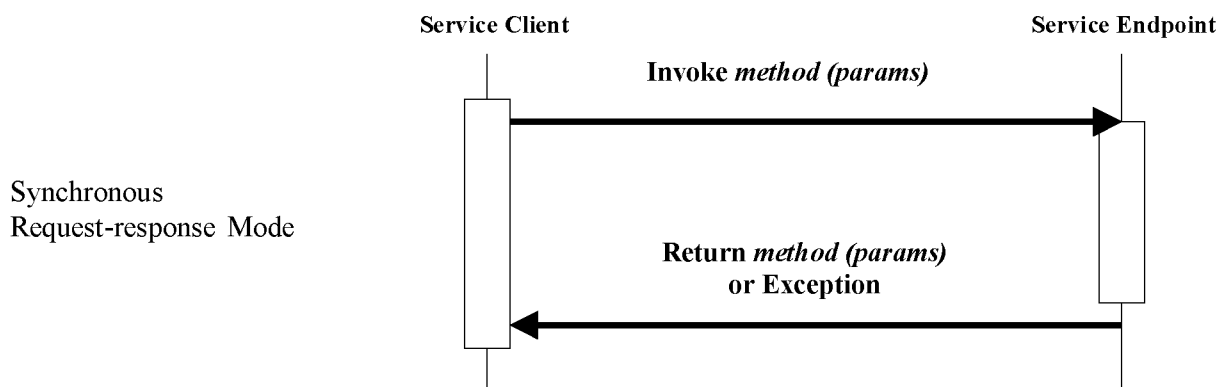 Service Client
Service Endpoint
Invoke method (params)
Synchronous
Request-response Mode
Return method (params)
or Exception